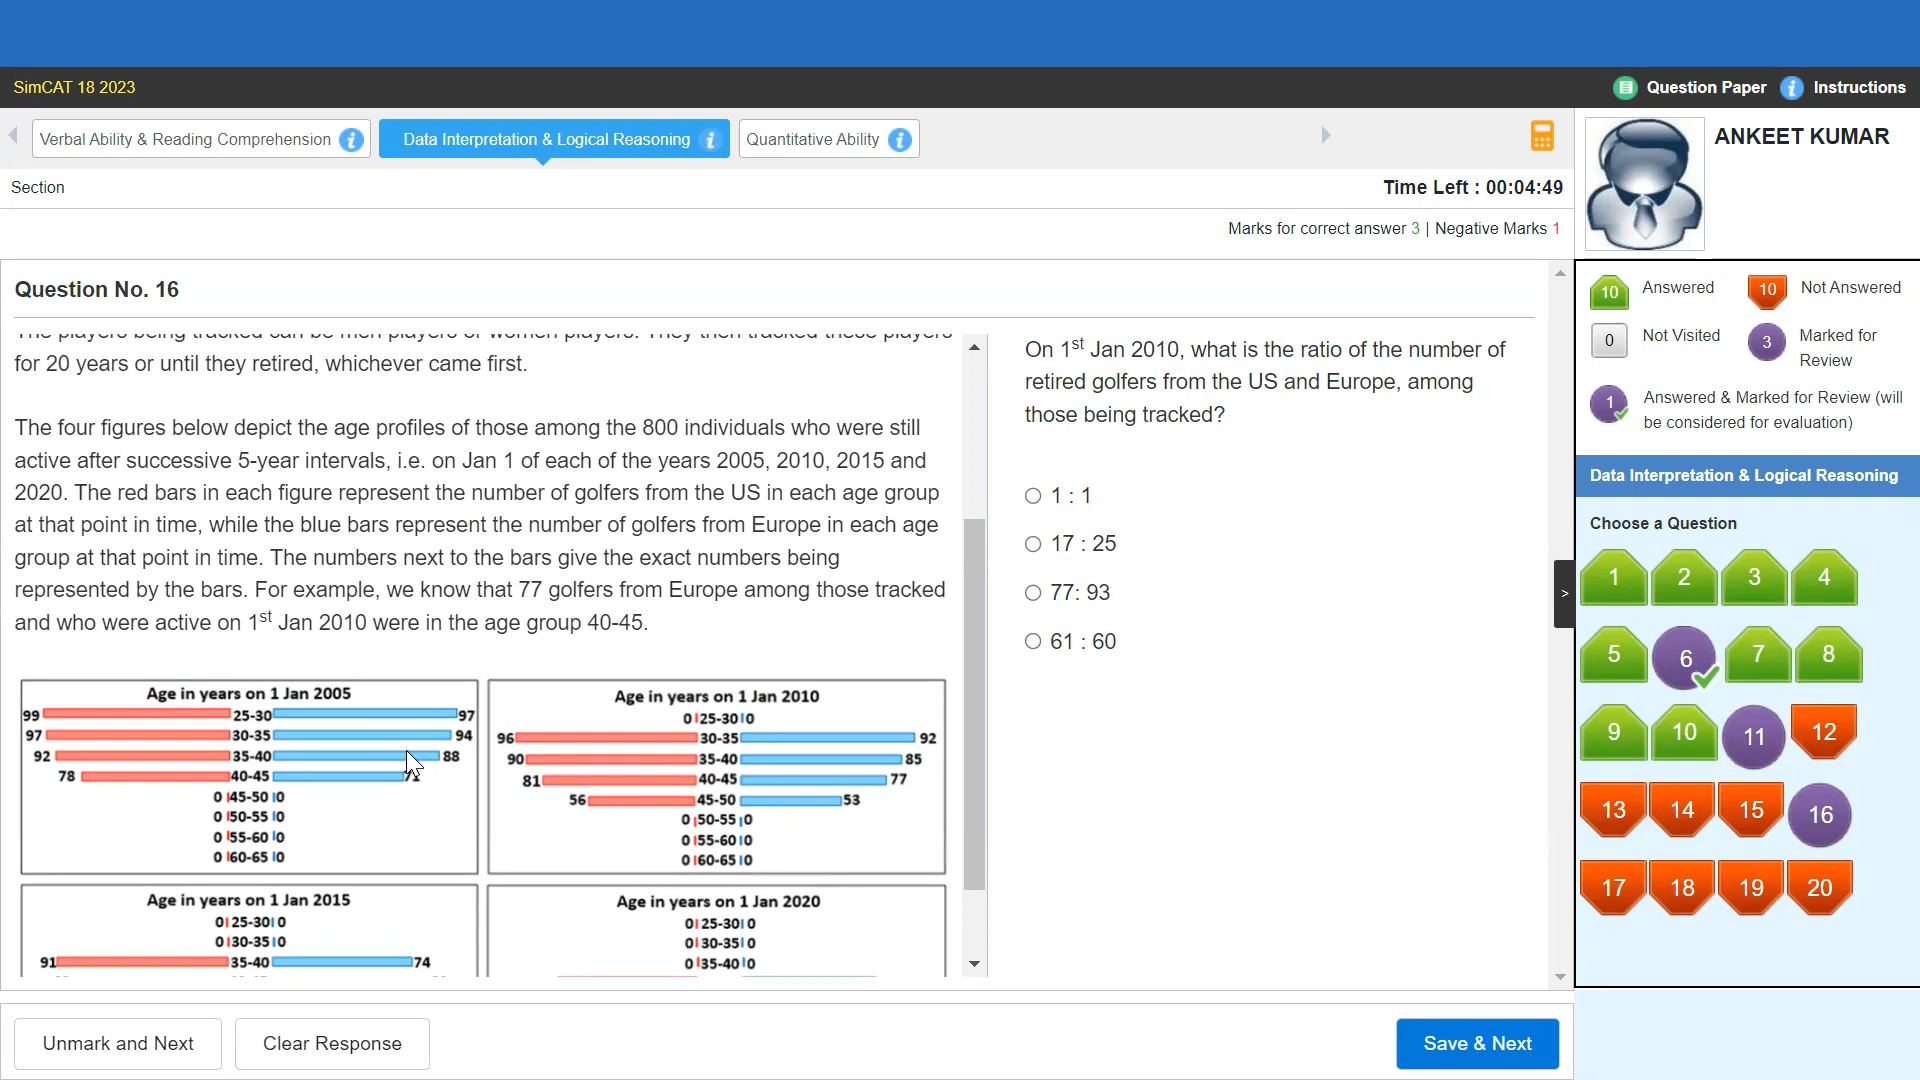 SimCAT 18 2023
Question Paper
Instructions
Verbal Ability & Reading Comprehension
Data Interpretation & Logical Reasoning
Quantitative Ability
ANKEET KUMAR
Section
Time Left : 00:04:49
Marks for correct answer 3 | Negative Marks 1
Question No. 16
The players being tracked can be men players or women players. They then tracked these players
for 20 years or until they retired, whichever came first.
The four figures below depict the age profiles of those among the 800 individuals who were still
active after successive 5-year intervals, i.e. on Jan 1 of each of the years 2005, 2010, 2015 and
2020. The red bars in each figure represent the number of golfers from the US in each age group
at that point in time, while the blue bars represent the number of golfers from Europe in each age
group at that point in time. The numbers next to the bars give the exact numbers being
represented by the bars. For example, we know that 77 golfers from Europe among those tracked
and who were active on 1st Jan 2010 were in the age group 40-45.
Age in years on 1 Jan 2005
99 25-30 97
97 30-35 94
92 35-40 88
78 40-45
0 45-50 0
0 50-55 0
0 55-60 0
0 60-65 0
Age in years on 1 Jan 2010
0 25-30 0
96 30-35 92
90 35-40 85
81 40-45 77
56 45-50 53
0 50-55 0
0 55-60 0
0 60-65 0
Age in years on 1 Jan 2015
0 25-30 0
0 30-35 0
91 35-40 74
Age in years on 1 Jan 2020
0 25-30 0
0 30-35 0
0 35-40 0
On 1st Jan 2010, what is the ratio of the number of
retired golfers from the US and Europe, among
those being tracked?
1 : 1
17 : 25
77: 93
61 : 60
10 Answered
10 Not Answered
0 Not Visited
3 Marked for
Review
1 Answered & Marked for Review (will
be considered for evaluation)
Data Interpretation & Logical Reasoning
Choose a Question
1 2 3 4
5 6 7 8
9 10 11 12
13 14 15 16
17 18 19 20
>
Unmark and Next
Clear Response
Save & Next